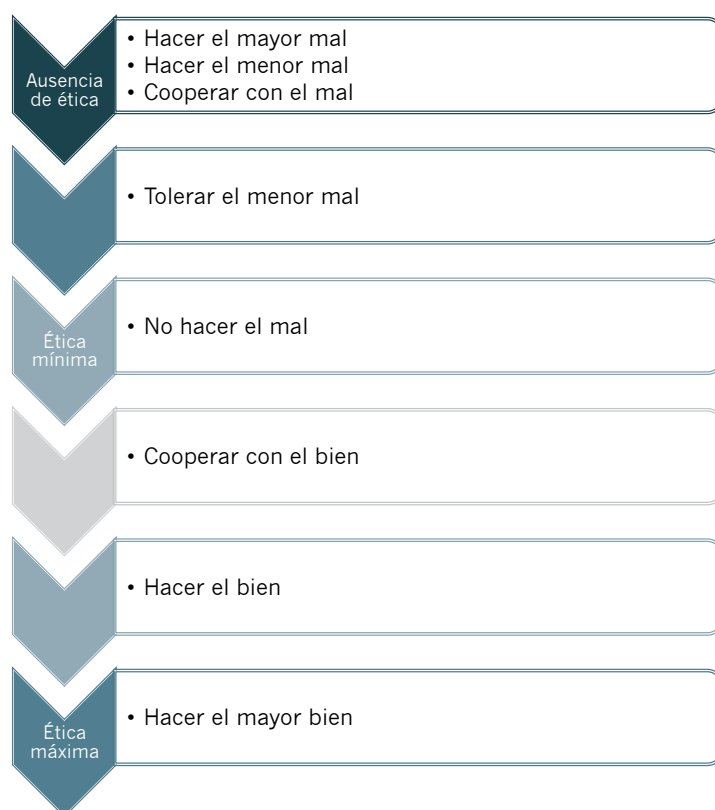 Ausencia
de ética
• Hacer el mayor mal
• Hacer el menor mal
• Cooperar con el mal
• Tolerar el menor mal
Ética
mínima
• No hacer el mal
• Cooperar con el bien
• Hacer el bien
Ética
máxima
• Hacer el mayor bien